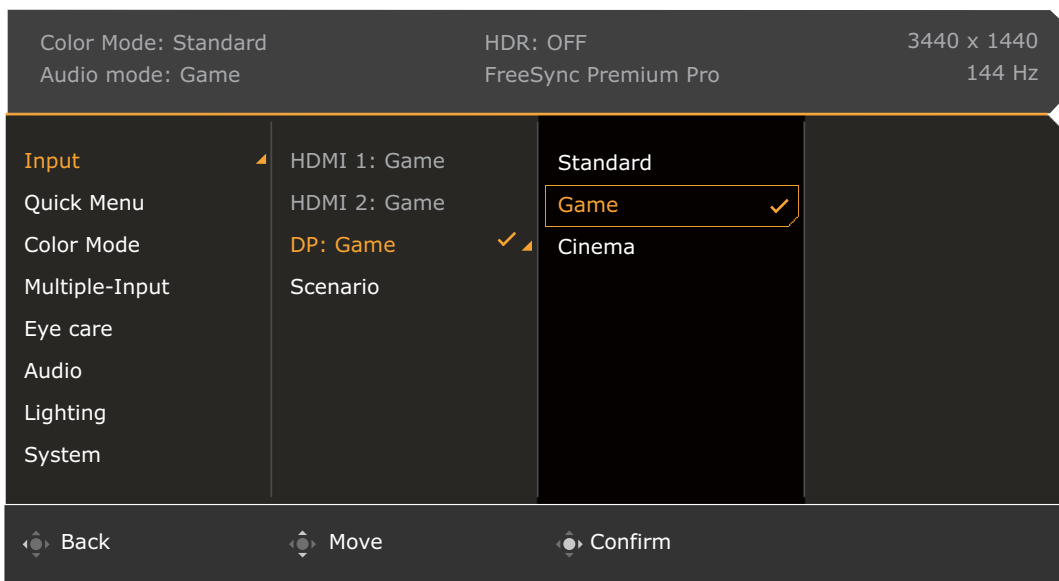 Color Mode: Standard
HDR: OFF
3440 x 1440
Audio mode: Game
FreeSync Premium Pro
144 Hz
Input
Quick Menu
Color Mode
Multiple-Input
Eye care
Audio
Lighting
System
HDMI 1: Game
HDMI 2: Game
DP: Game
Scenario
Standard
Game
Cinema
Back
Move
Confirm